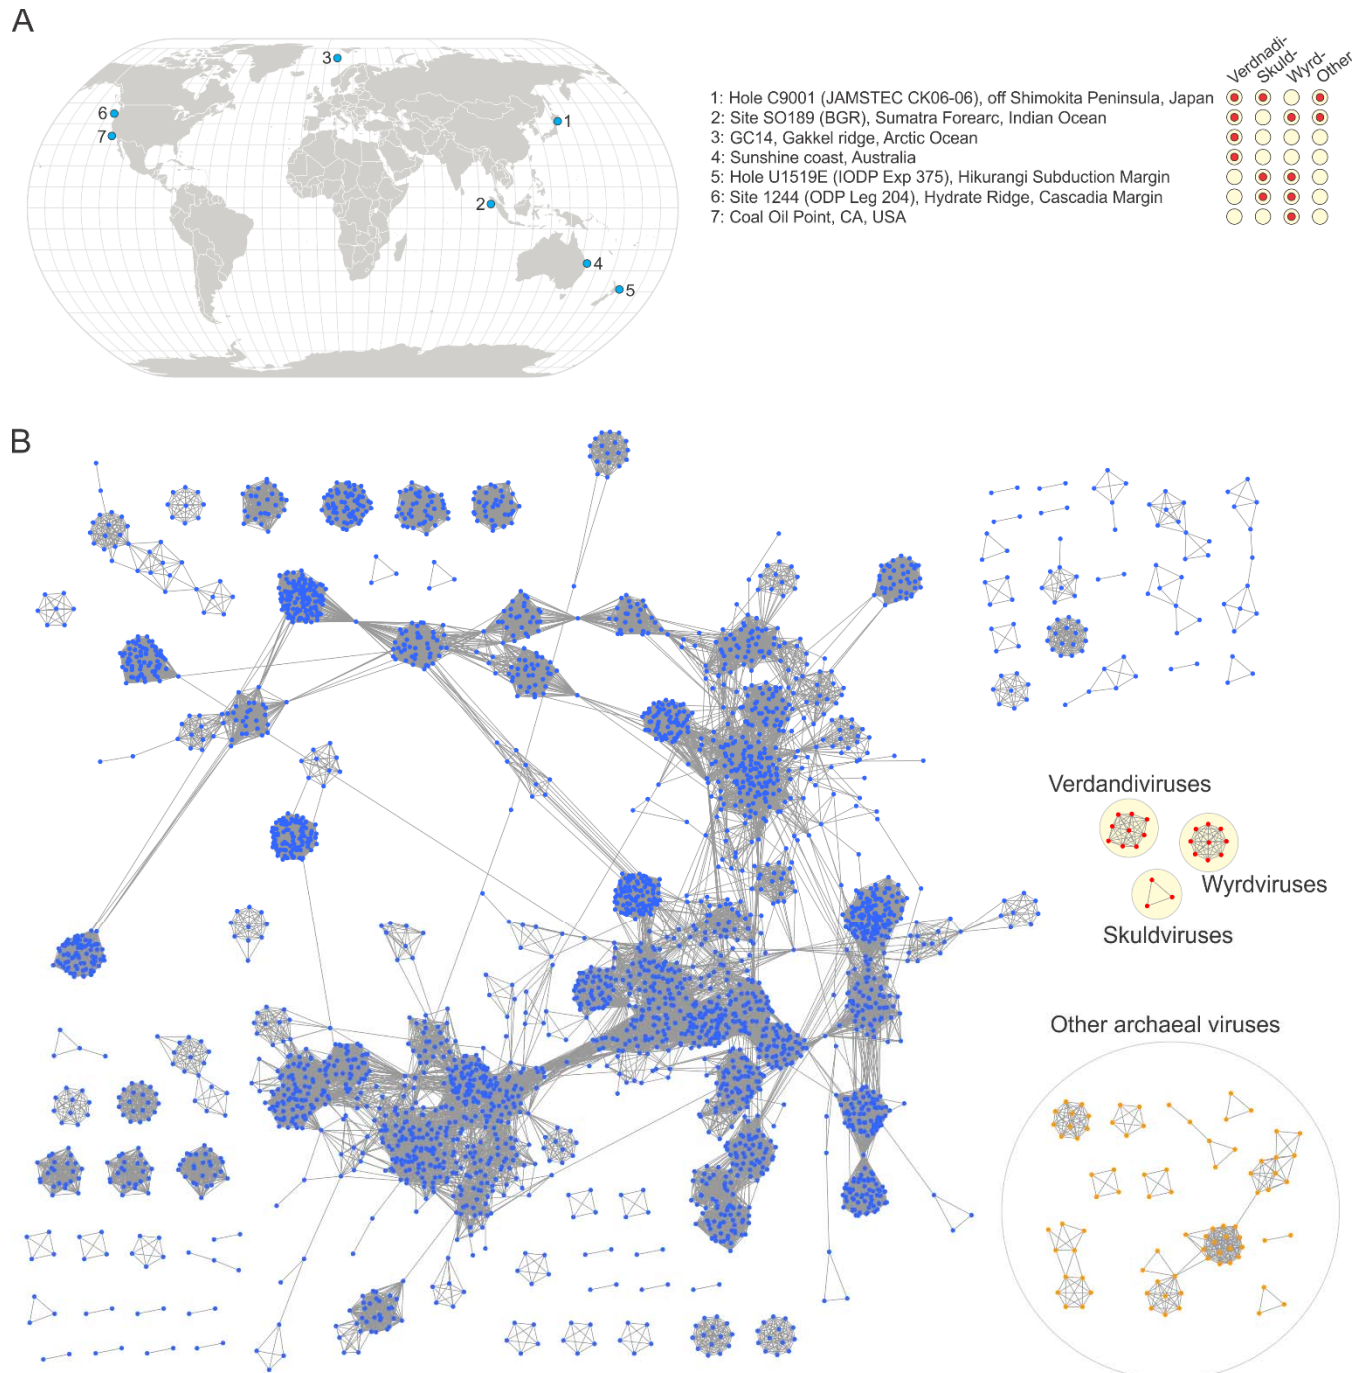 A
3
6
7
1
2
4
5
Verdnadi-
Skuld-
Wyrd-
Other
1: Hole C9001 (JAMSTEC CK06-06), off Shimokita Peninsula, Japan
2: Site SO189 (BGR), Sumatra Forearc, Indian Ocean
3: GC14, Gakkel ridge, Arctic Ocean
4: Sunshine coast, Australia
5: Hole U1519E (IODP Exp 375), Hikurangi Subduction Margin
6: Site 1244 (ODP Leg 204), Hydrate Ridge, Cascadia Margin
7: Coal Oil Point, CA, USA
B
Verdandiviruses
Wyrdviruses
Skuldviruses
Other archaeal viruses